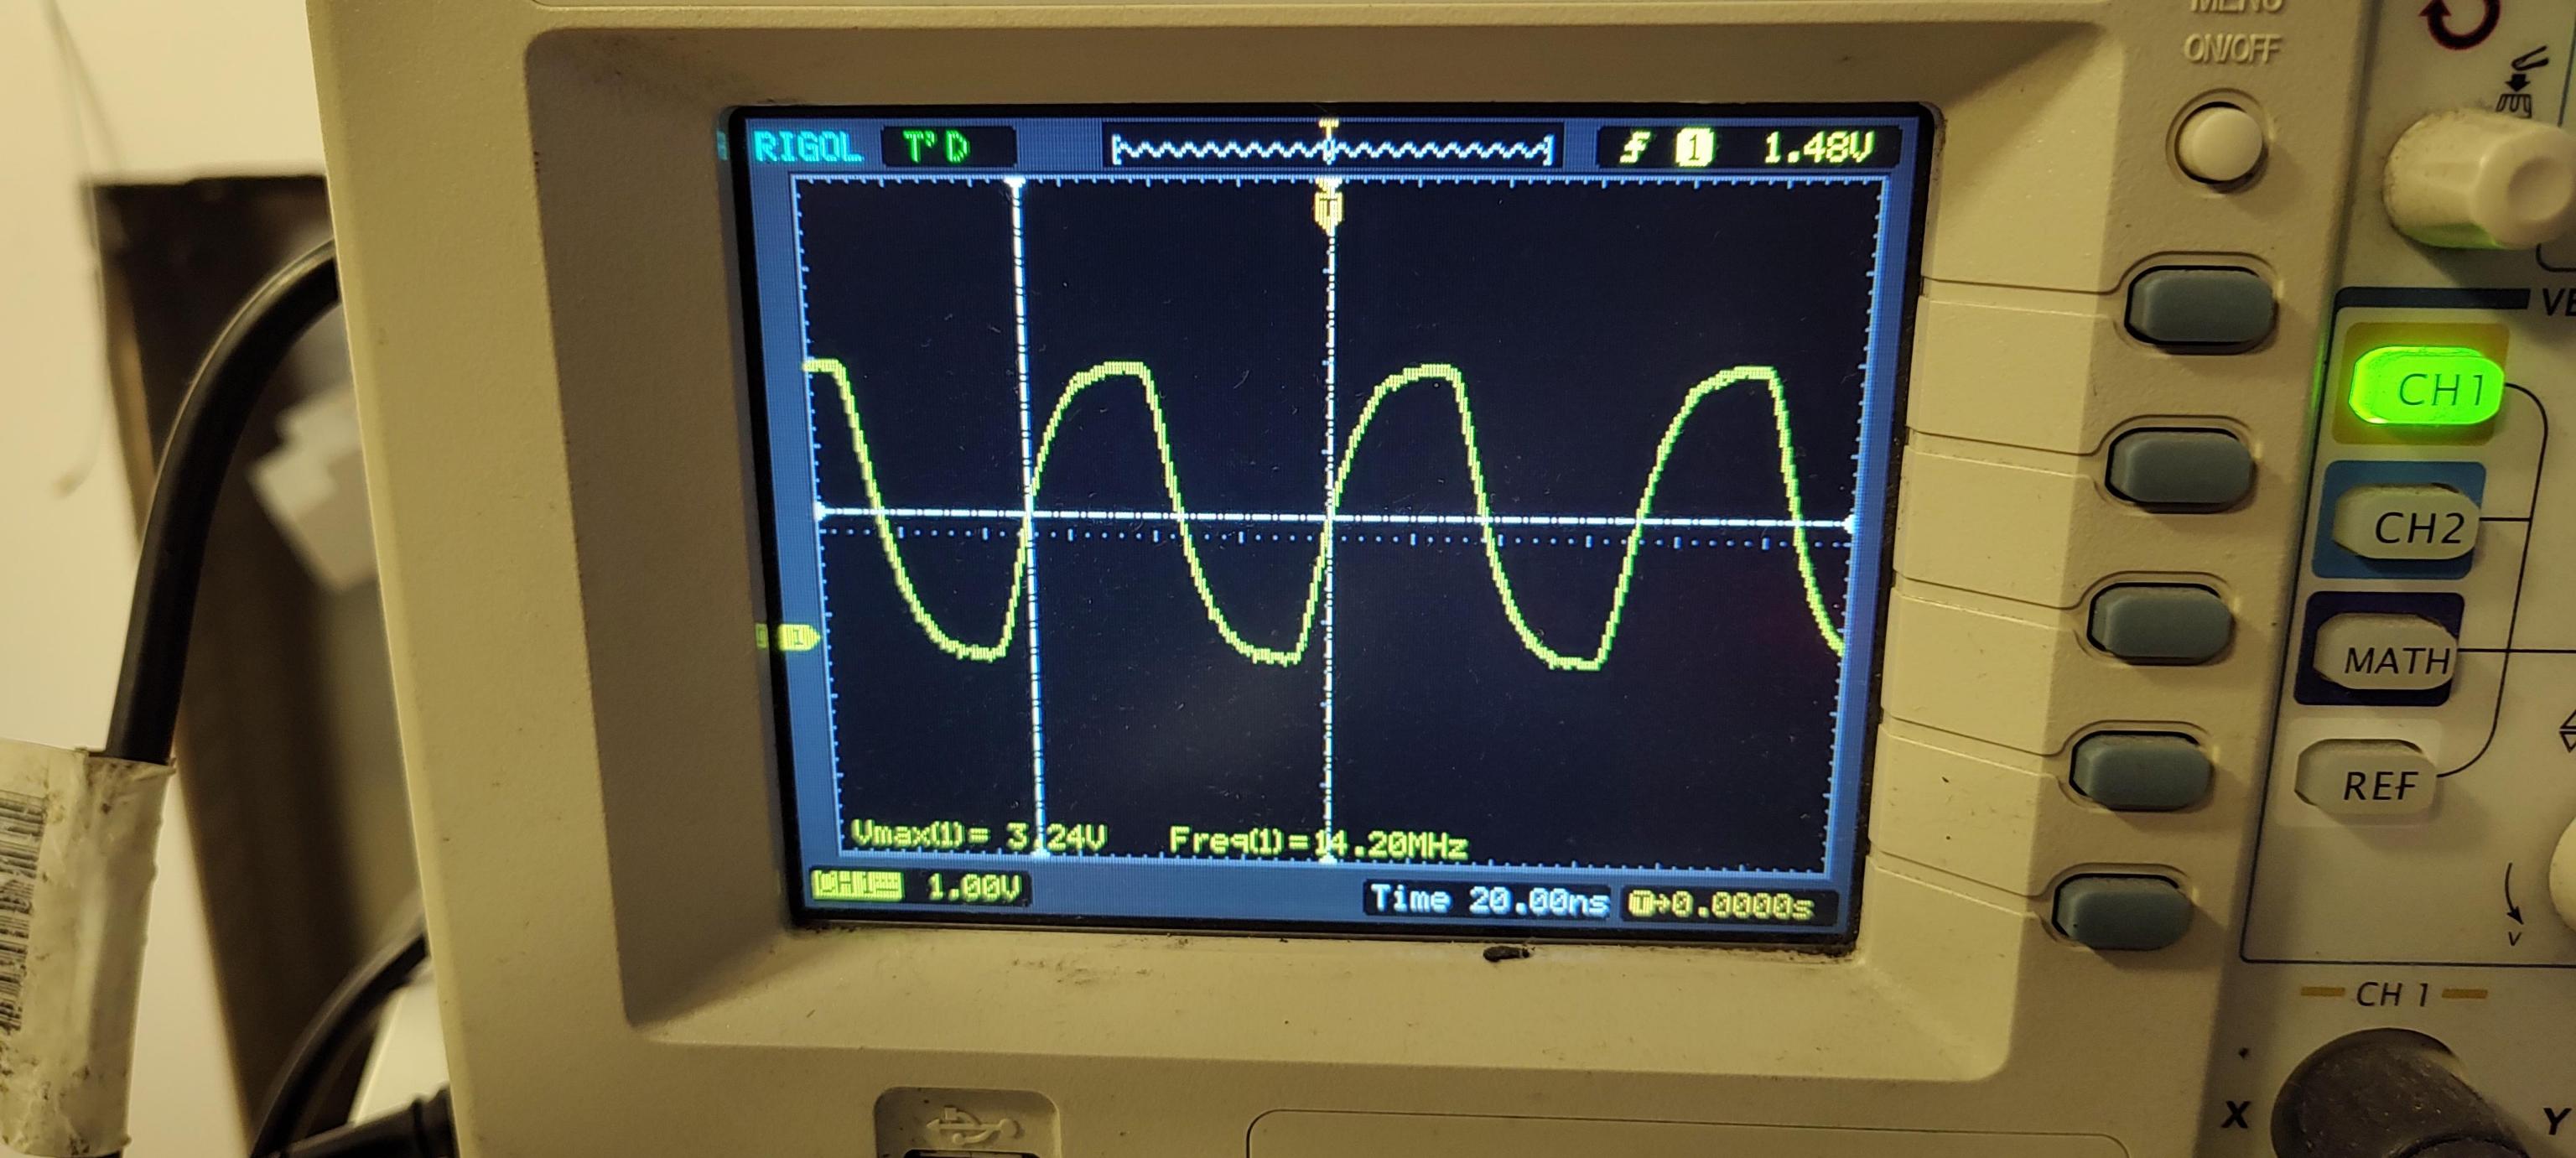 MENU
ON/OFF
RIGOL T'D 1 1.48V
T
CH1
CH2
MATH
REF
Vmax(1)= 3.24V Freq(1)=14.20MHz
CH1 1.00V Time 20.00ns T→0.0000s
CH 1
X Y